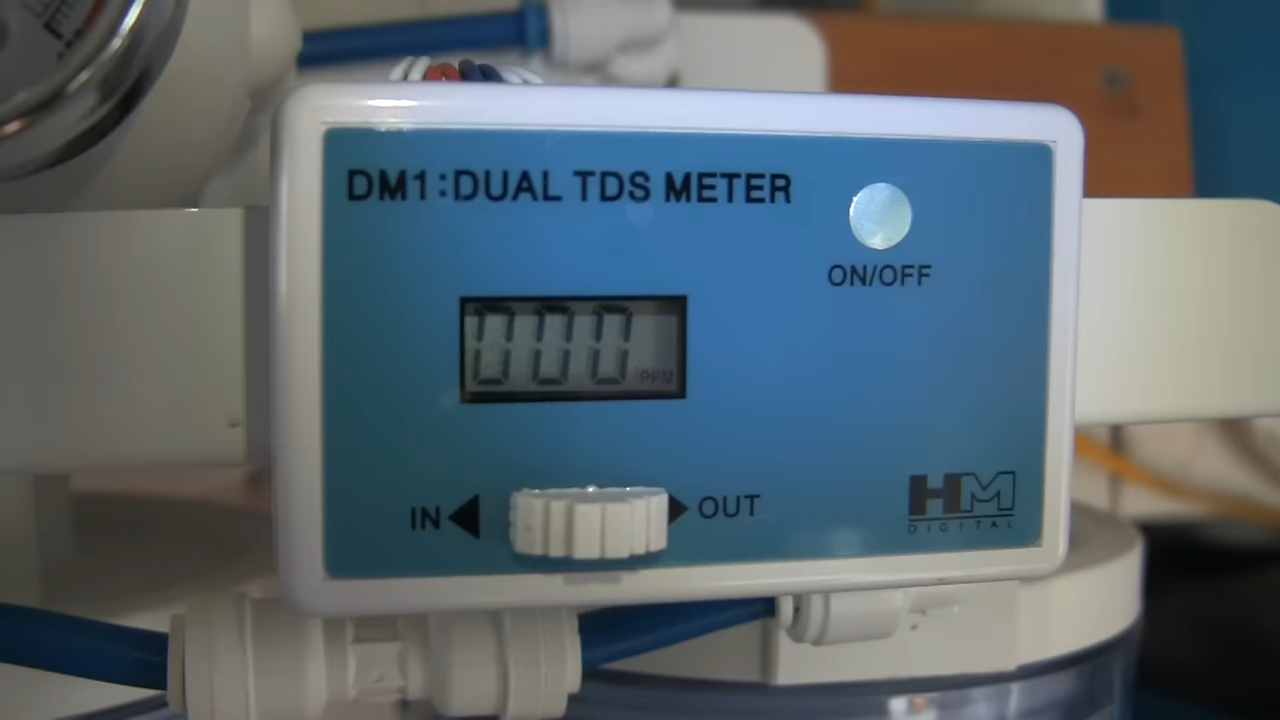 DM1:DUAL TDS METER
ON/OFF
000 PPM
IN OUT
HM
DIGITAL